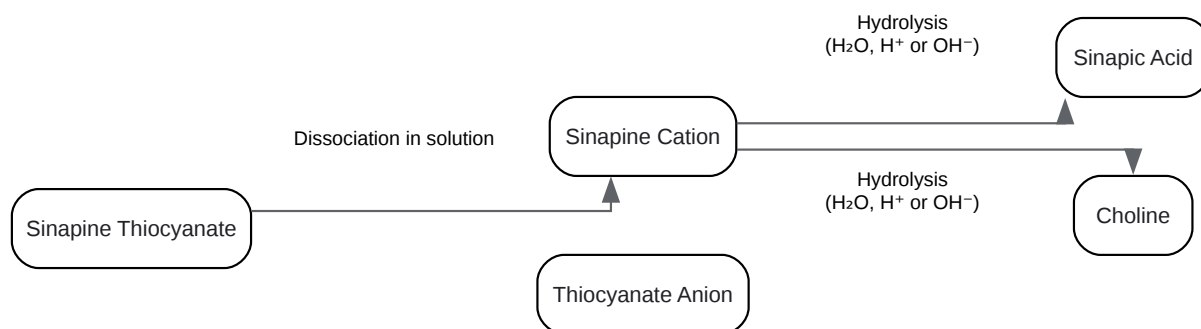 Hydrolysis
(H₂O, H⁺ or OH⁻)
Sinapic Acid
Dissociation in solution
Sinapine Cation
Hydrolysis
(H₂O, H⁺ or OH⁻)
Sinapine Thiocyanate
Choline
Thiocyanate Anion